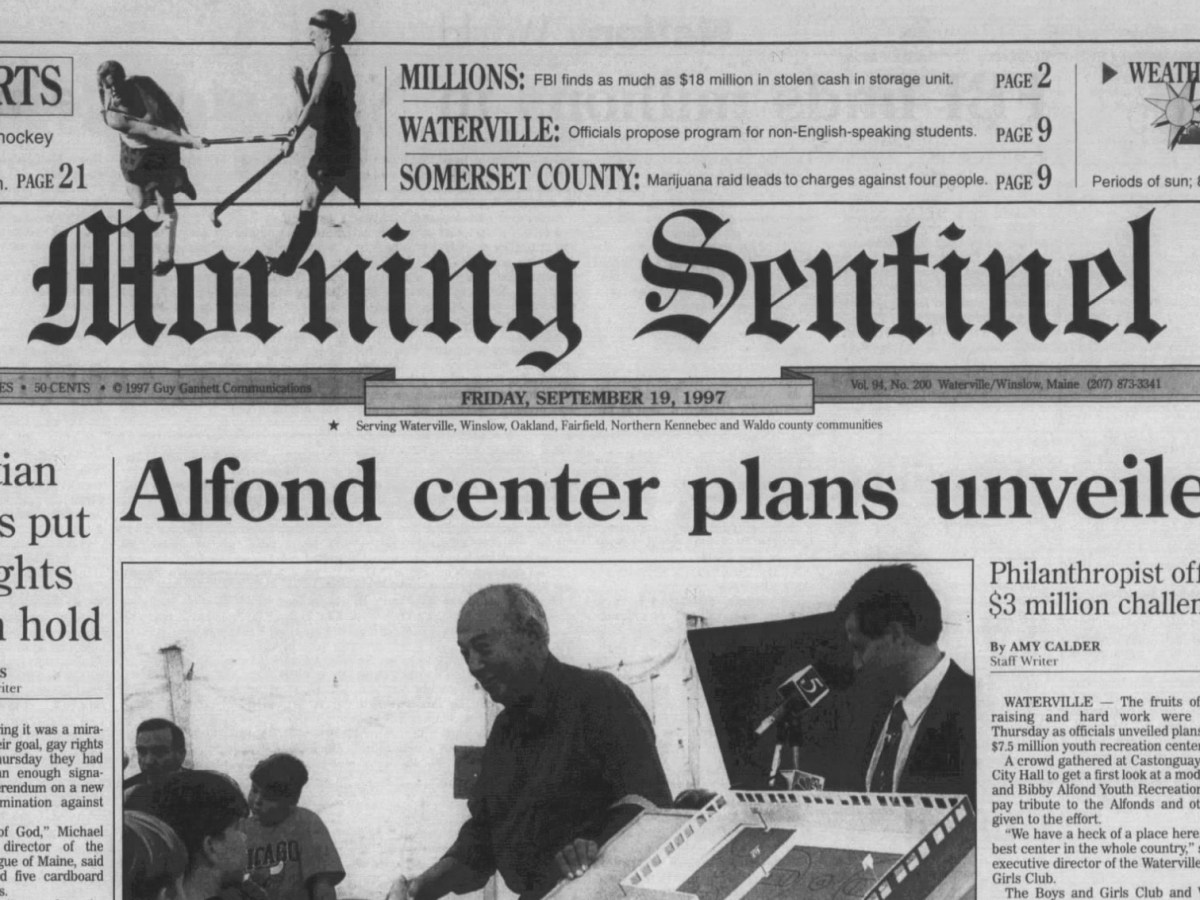 RTS
hockey
PAGE 21
MILLIONS: FBI finds as much as $18 million in stolen cash in storage unit. PAGE 2
WATERVILLE: Officials propose program for non-English-speaking students. PAGE 9
SOMERSET COUNTY: Marijuana raid leads to charges against four people. PAGE 9
WEATH
Periods of sun;
Morning Sentinel
ES • 50 CENTS • © 1997 Guy Gannett Communications
FRIDAY, SEPTEMBER 19, 1997
Vol. 94, No. 200 Waterville/Winslow, Maine (207) 873-3341
★ Serving Waterville, Winslow, Oakland, Fairfield, Northern Kennebec and Waldo county communities
tian
s put
ghts
n hold
s
iter
ing it was a mira-
eir goal, gay rights
hursday they had
an enough signa-
erendum on a new
mination against
of God,” Michael
director of the
gue of Maine, said
d five cardboard
s.
Alfond center plans unveile
5
CAGO
Philanthropist off
$3 million challen
By AMY CALDER
Staff Writer
WATERVILLE — The fruits of
raising and hard work were
Thursday as officials unveiled plans
$7.5 million youth recreation center
A crowd gathered at Castonguay
City Hall to get a first look at a mod
and Bibby Alfond Youth Recreation
pay tribute to the Alfonds and ot
given to the effort.
“We have a heck of a place here
best center in the whole country,” s
executive director of the Waterville
Girls Club.
The Boys and Girls Club and